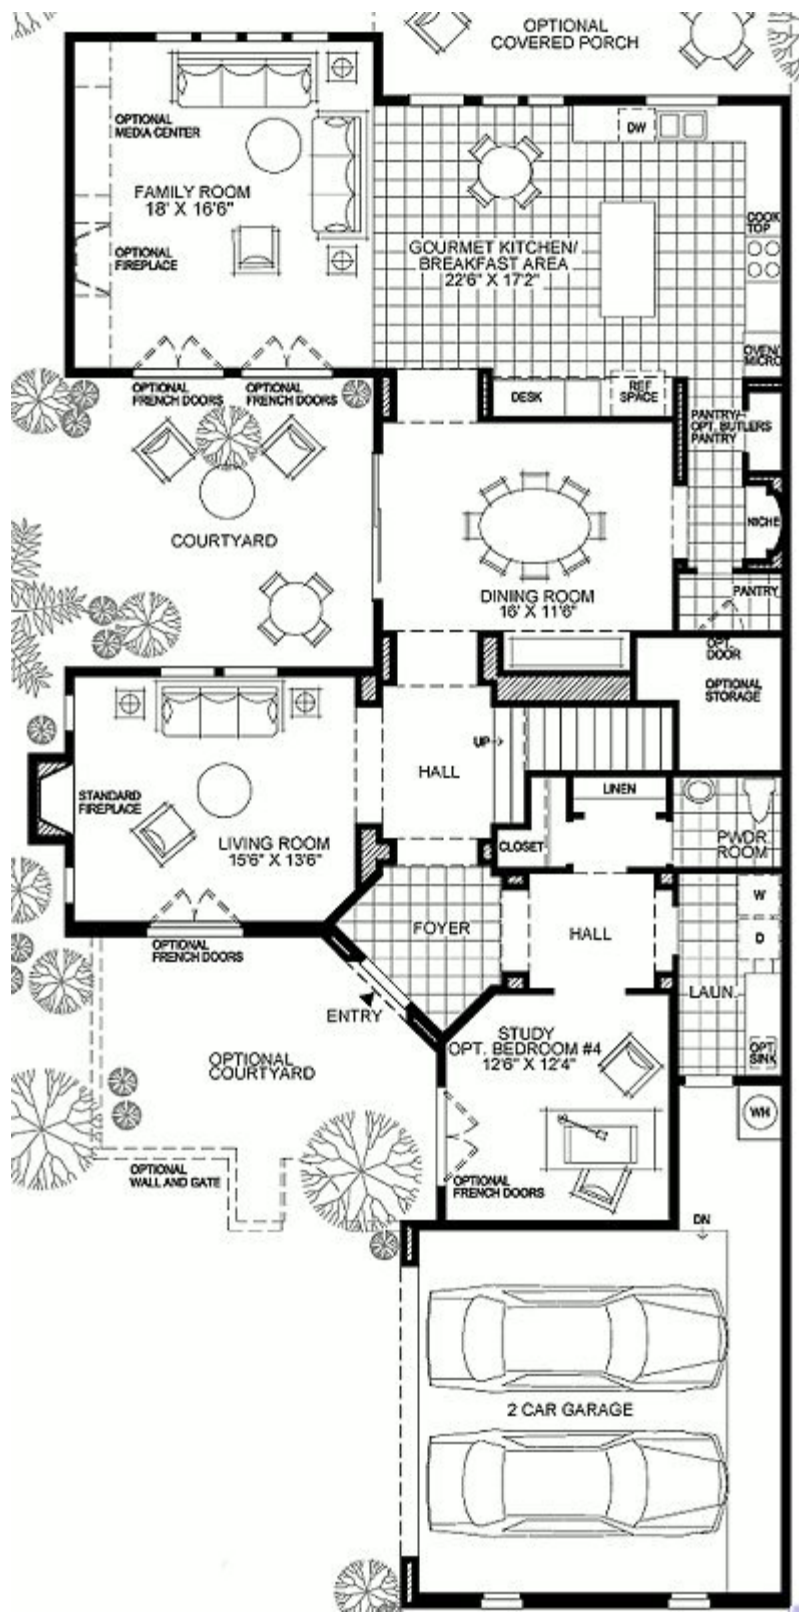 OPTIONAL
COVERED PORCH
OPTIONAL
MEDIA CENTER
DW
FAMILY ROOM
18' X 16'6"
COOK
TOP
OPTIONAL
FIREPLACE
GOURMET KITCHEN/
BREAKFAST AREA
22'6" X 17'2"
OVEN/
MICRO
OPTIONAL
FRENCH DOORS
OPTIONAL
FRENCH DOORS
DESK
REF
SPACE
PANTRY/
OPT. BUTLERS
PANTRY
COURTYARD
NICHE
DINING ROOM
16' X 11'6"
PANTRY
OPT.
DOOR
OPTIONAL
STORAGE
UP
HALL
STANDARD
FIREPLACE
LINEN
LIVING ROOM
15'6" X 13'6"
CLOSET
PWDR
ROOM
W
FOYER
HALL
D
OPTIONAL
FRENCH DOORS
LAUN.
ENTRY
STUDY
OPT. BEDROOM #4
12'6" X 12'4"
OPT.
SINK
OPTIONAL
COURTYARD
WH
OPTIONAL
WALL AND GATE
OPTIONAL
FRENCH DOORS
DN
2 CAR GARAGE